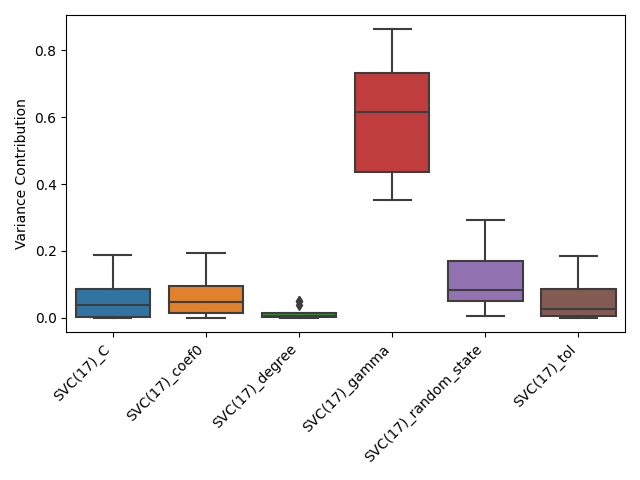 Variance Contribution
0.8
0.6
0.4
0.2
0.0
SVC(17)_C
SVC(17)_coef0
SVC(17)_degree
SVC(17)_gamma
SVC(17)_random_state
SVC(17)_tol